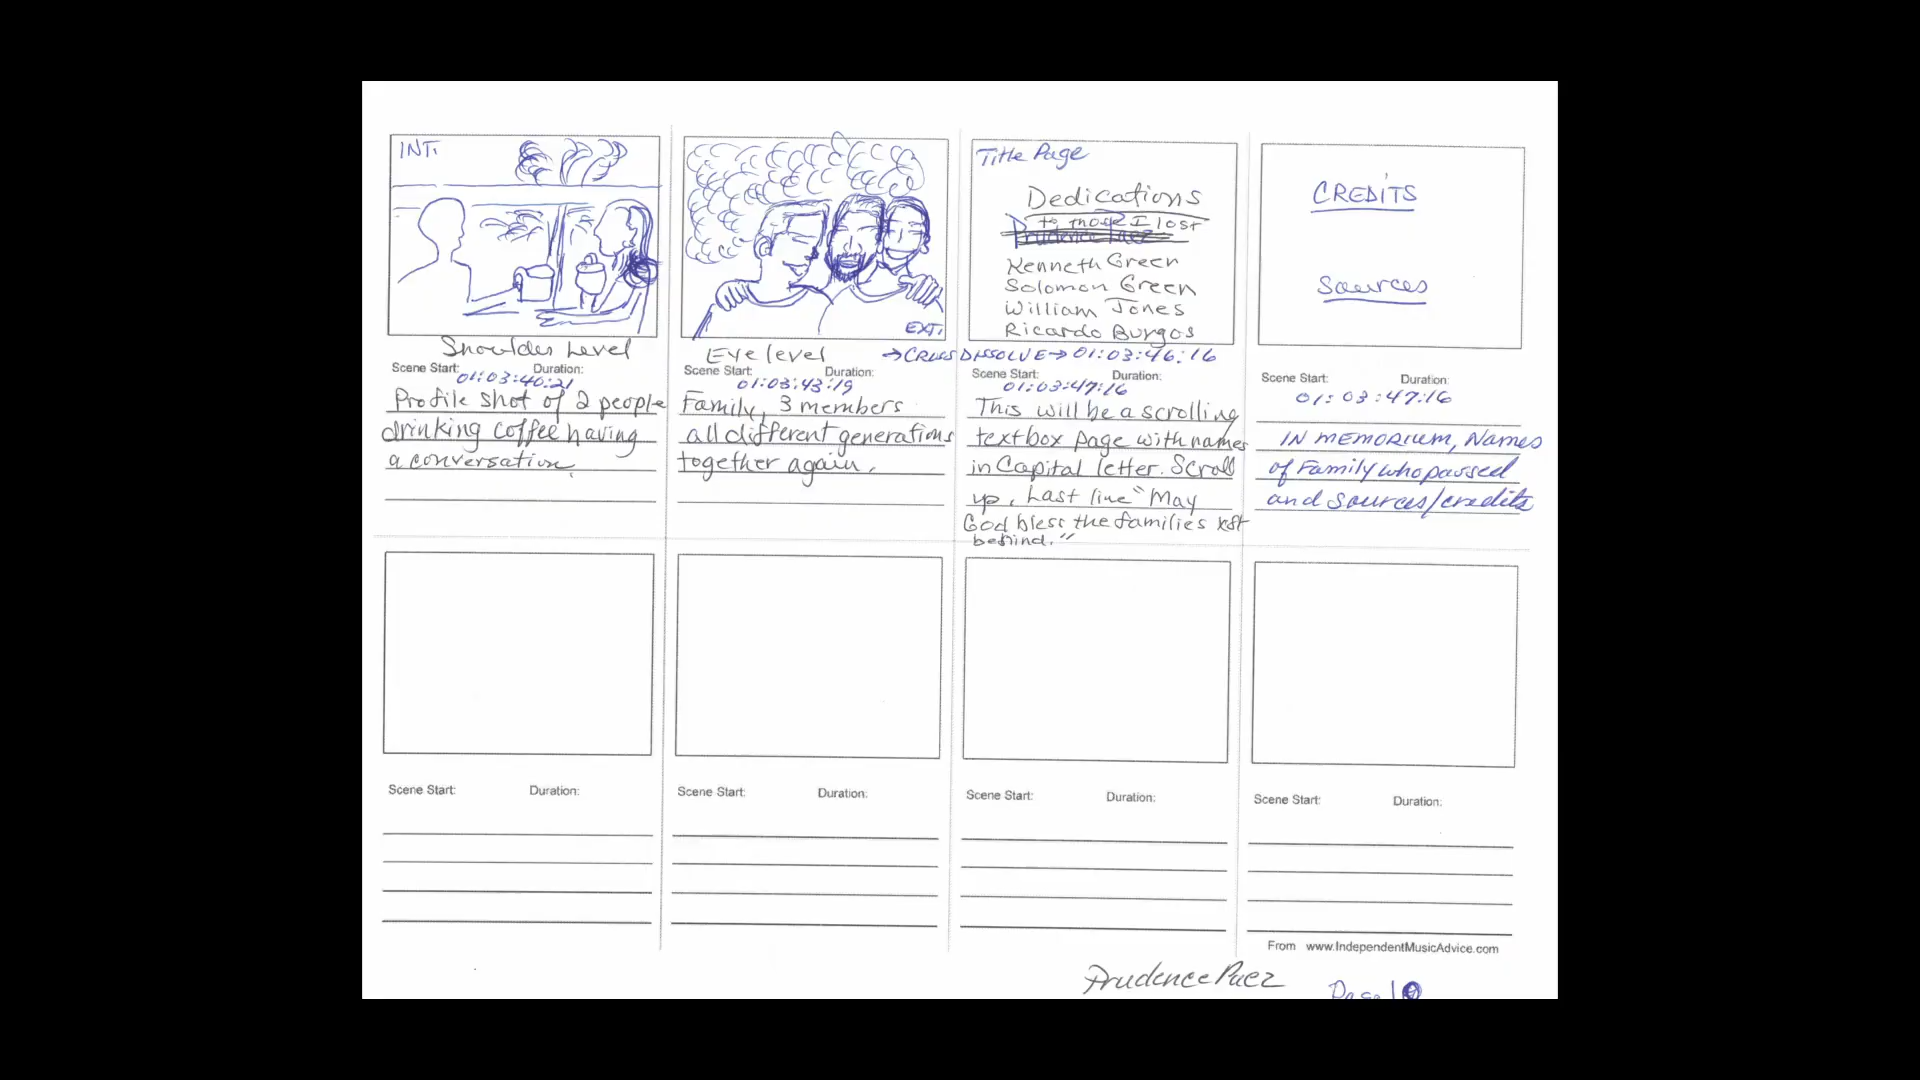 INT.
Shoulder Level
Scene Start: Duration:
01:03:40:21
Profile shot of 2 people
drinking coffee having
a conversation.
EXT.
Eye level → CROSS DISSOLVE → 01:03:46:16
Scene Start: Duration:
01:03:43:19
Family, 3 members
all different generations
together again.
Title Page
Dedications
to those I lost
Prudence Paez
Kenneth Green
Solomon Green
William Jones
Ricardo Burgos
Scene Start: Duration:
01:03:47:16
This will be a scrolling
textbox page with names
in Capital letter. Scroll
up. Last line "May
God bless the families left
behind."
CREDITS
Sources
Scene Start: Duration:
01:03:47:16
IN MEMORIUM, Names
of Family who passed
and sources/credits
Scene Start: Duration:
Scene Start: Duration:
Scene Start: Duration:
Scene Start: Duration:
From www.IndependentMusicAdvice.com
Prudence Paez
Page 10